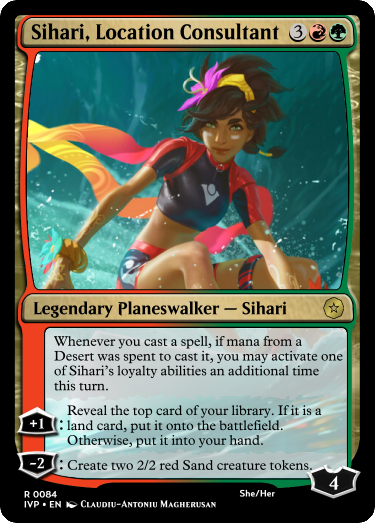 Sihari, Location Consultant 3
Legendary Planeswalker — Sihari
Whenever you cast a spell, if mana from a
Desert was spent to cast it, you may activate one
of Sihari's loyalty abilities an additional time
this turn.
+1 : Reveal the top card of your library. If it is a
land card, put it onto the battlefield.
Otherwise, put it into your hand.
-2 : Create two 2/2 red Sand creature tokens.
4
R 0084 She/Her
IVP • EN Claudiu-Antoniu Magherusan